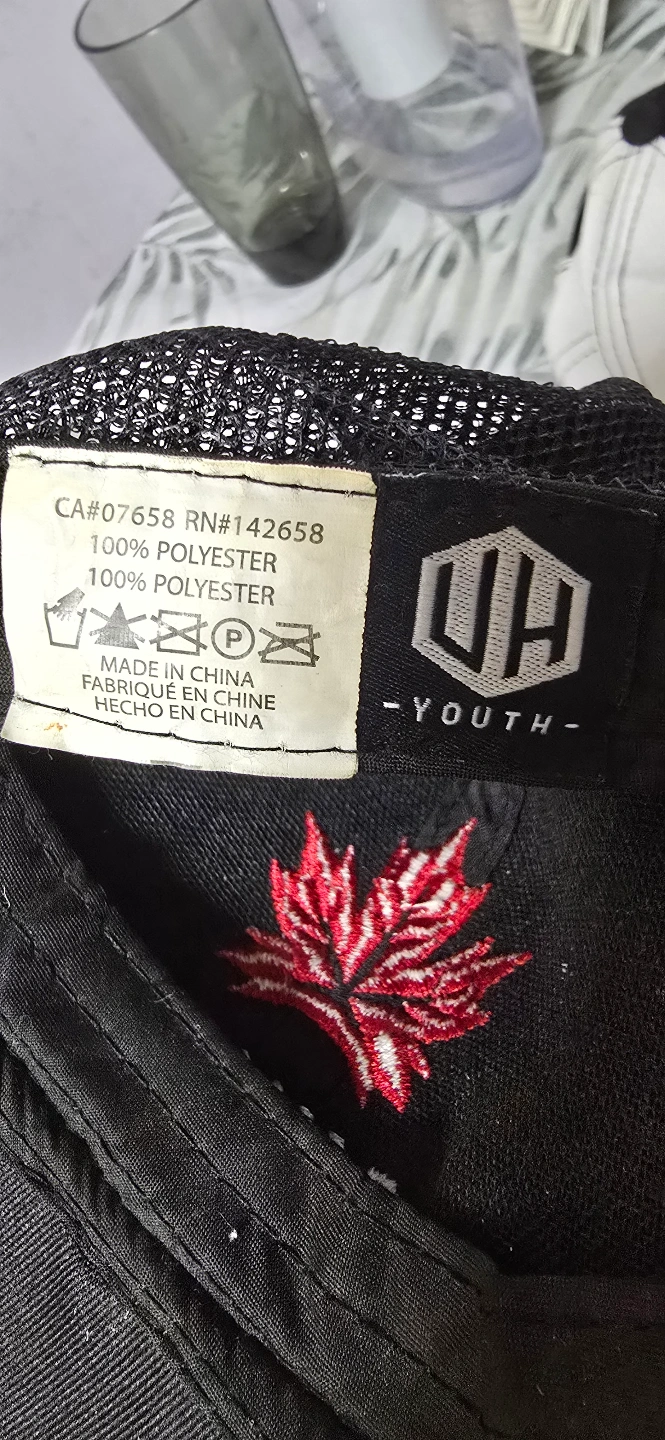 CA#07658 RN#142658
100% POLYESTER
100% POLYESTER
P
MADE IN CHINA
FABRIQUÉ EN CHINE
HECHO EN CHINA
UH
-YOUTH-